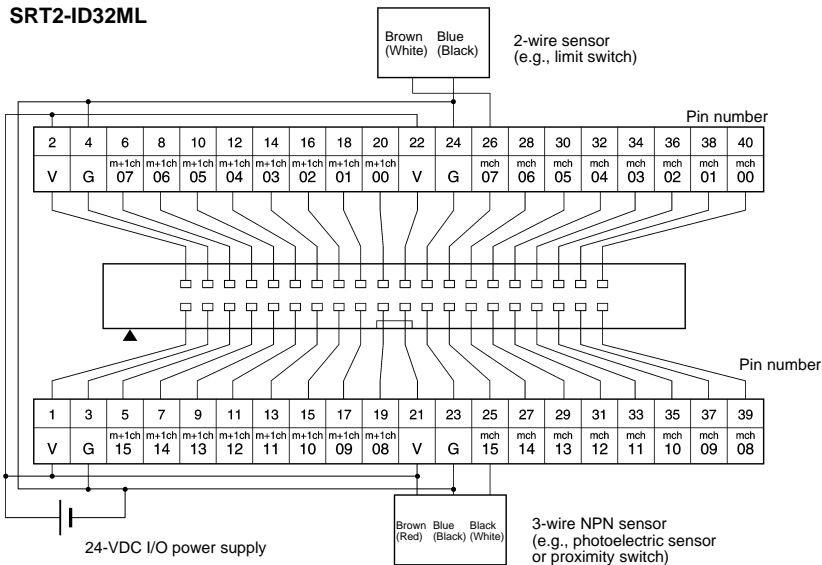 SRT2-ID32ML
Brown Blue
(White) (Black)
2-wire sensor
(e.g., limit switch)
Pin number
2 4 6 8 10 12 14 16 18 20 22 24 26 28 30 32 34 36 38 40
m+1ch m+1ch m+1ch m+1ch m+1ch m+1ch m+1ch m+1ch mch mch mch mch mch mch mch mch
V G 07 06 05 04 03 02 01 00 V G 07 06 05 04 03 02 01 00
Pin number
1 3 5 7 9 11 13 15 17 19 21 23 25 27 29 31 33 35 37 39
m+1ch m+1ch m+1ch m+1ch m+1ch m+1ch m+1ch m+1ch mch mch mch mch mch mch mch mch
V G 15 14 13 12 11 10 09 08 V G 15 14 13 12 11 10 09 08
Brown Blue Black
(Red) (Black) (White)
3-wire NPN sensor
(e.g., photoelectric sensor
or proximity switch)
24-VDC I/O power supply